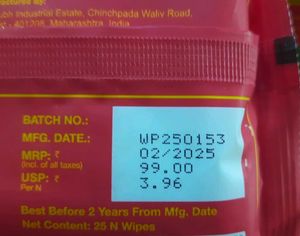 ubh Industrial Estate, Chinchpada Waliv Road,
401208, Maharashtra, India
BATCH NO.: WP250153
MFG. DATE.: 02/2025
MRP: ₹ 99.00
(Incl. of all taxes)
USP: ₹ 3.96
Per N
Best Before 2 Years From Mfg. Date
Net Content: 25 N Wipes